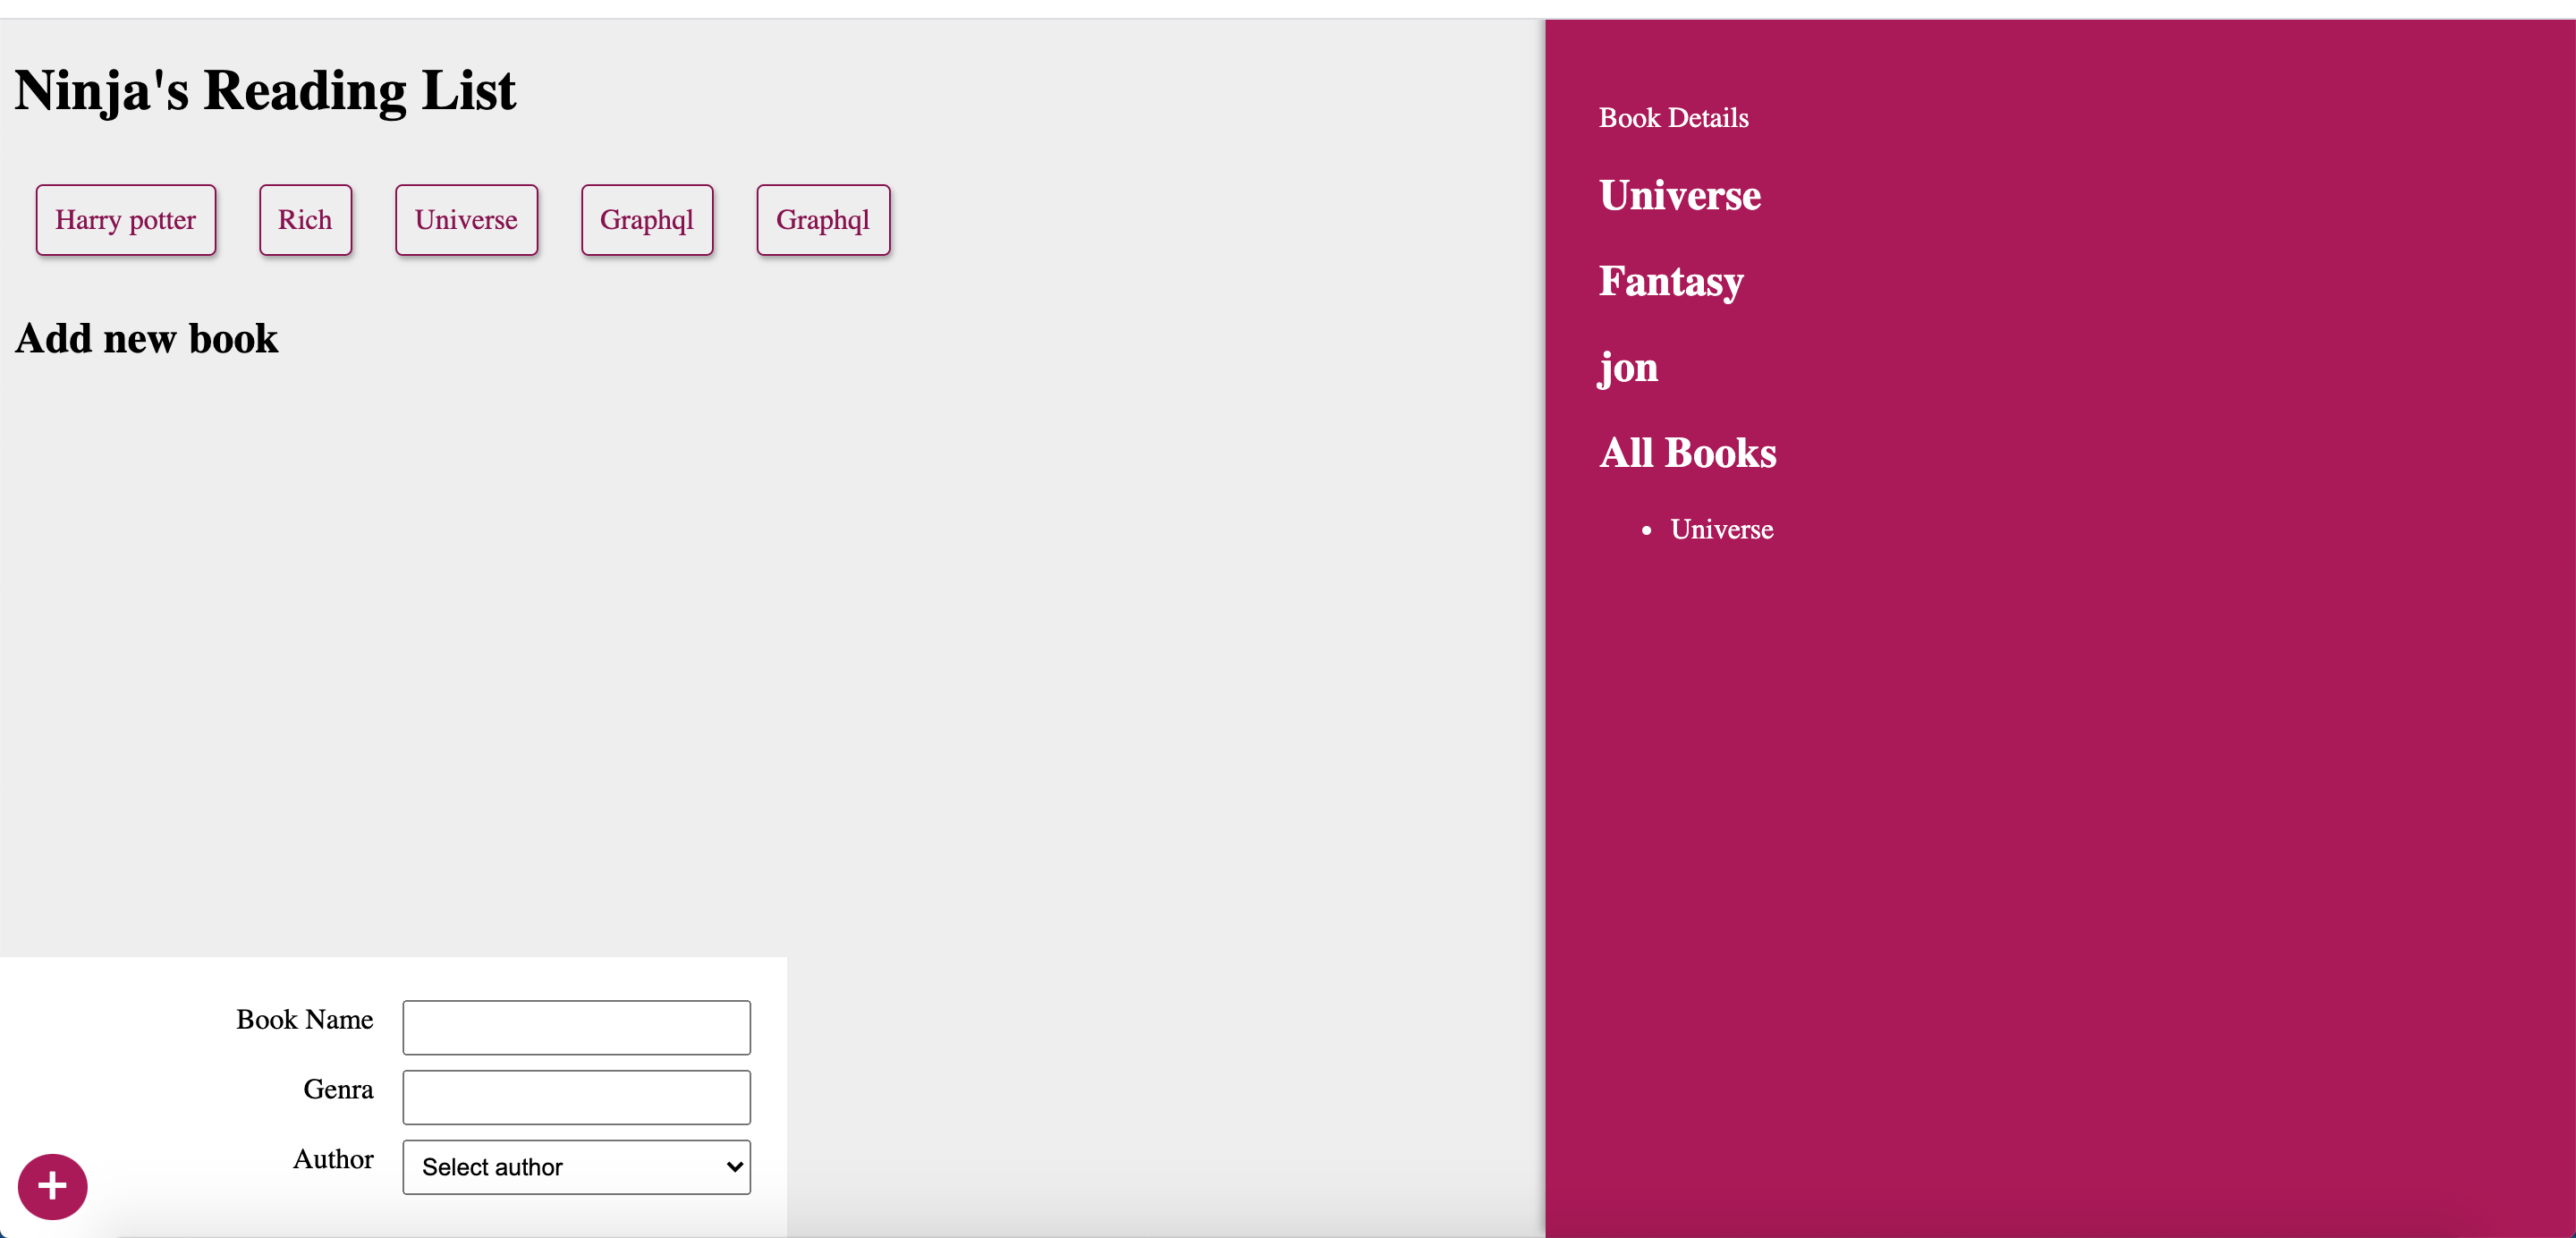 Ninja's Reading List
Harry potter
Rich
Universe
Graphql
Graphql
Add new book
Book Name
Genra
Author
Select author
+
Book Details
Universe
Fantasy
jon
All Books
• Universe